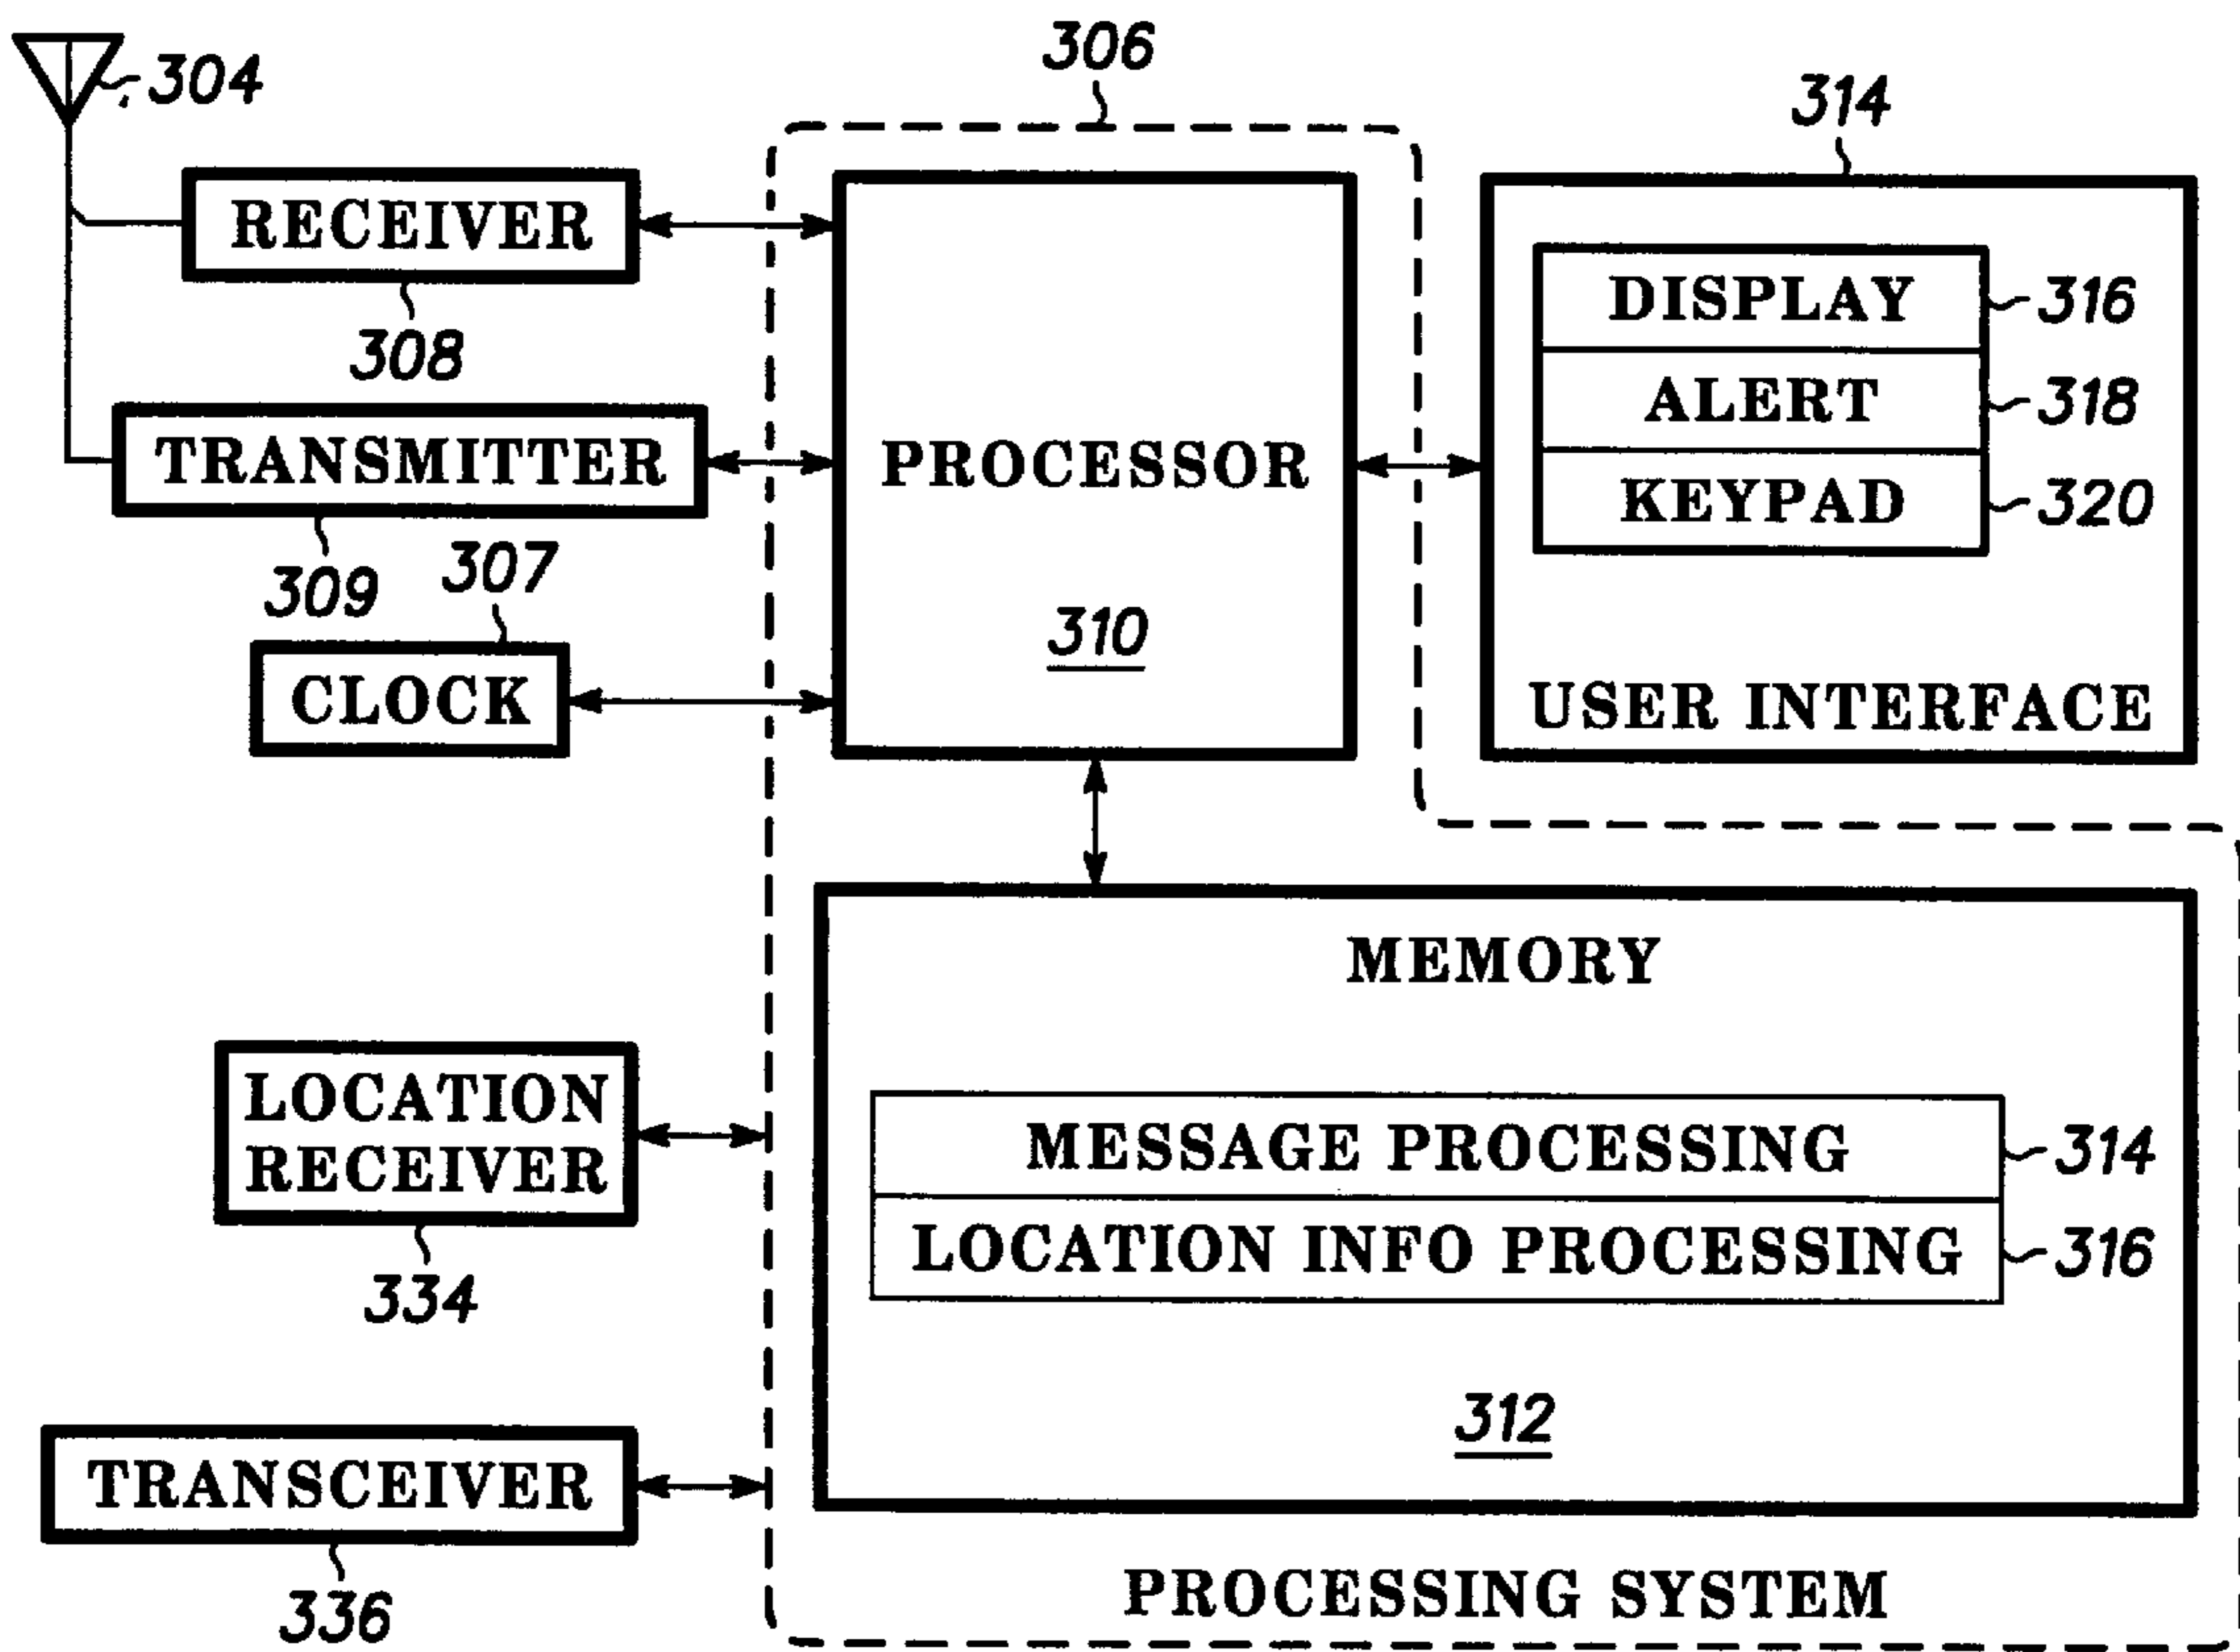 304
306
314
RECEIVER
308
TRANSMITTER
309
307
CLOCK
PROCESSOR
310
DISPLAY
316
ALERT
318
KEYPAD
320
USER INTERFACE
LOCATION
RECEIVER
334
TRANSCEIVER
336
MEMORY
MESSAGE PROCESSING
314
LOCATION INFO PROCESSING
316
312
PROCESSING SYSTEM